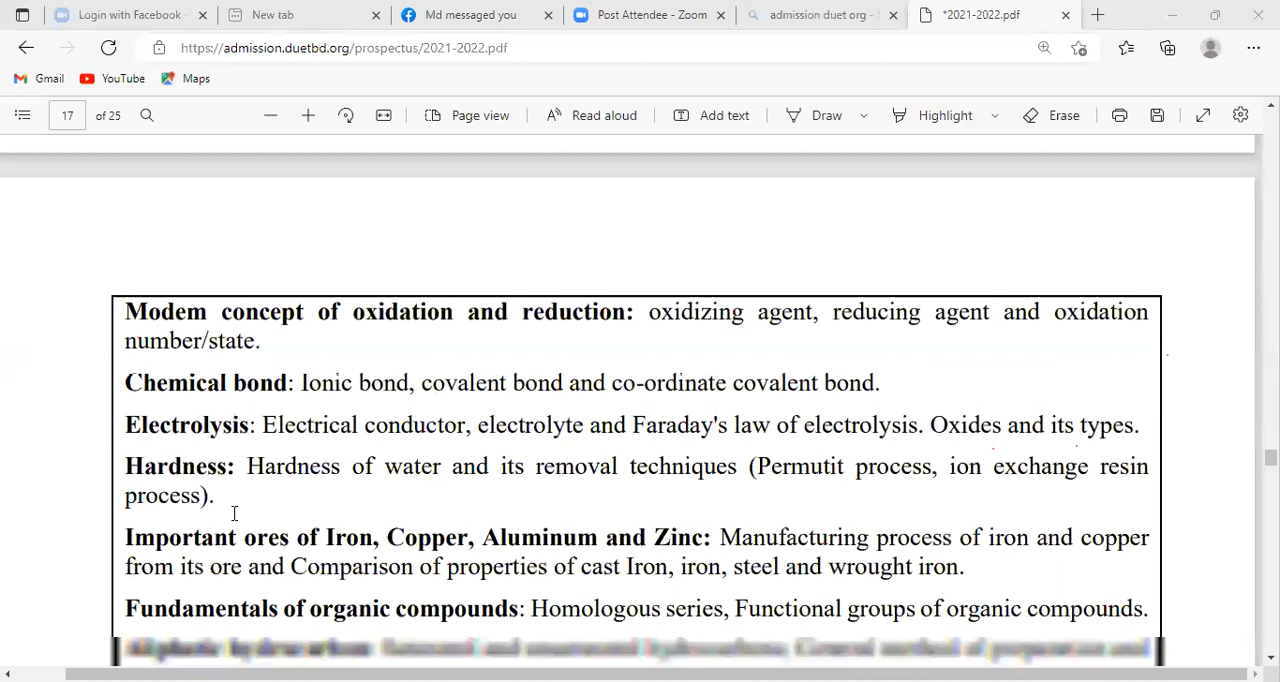 Login with Facebook
New tab
Md messaged you
Post Attendee - Zoom
admission duet org - S
*2021-2022.pdf
https://admission.duetbd.org/prospectus/2021-2022.pdf
Gmail YouTube Maps
17 of 25 Page view Read aloud Add text Draw Highlight Erase
Modem concept of oxidation and reduction: oxidizing agent, reducing agent and oxidation
number/state.
Chemical bond: Ionic bond, covalent bond and co-ordinate covalent bond.
Electrolysis: Electrical conductor, electrolyte and Faraday's law of electrolysis. Oxides and its types.
Hardness: Hardness of water and its removal techniques (Permutit process, ion exchange resin
process).
Important ores of Iron, Copper, Aluminum and Zinc: Manufacturing process of iron and copper
from its ore and Comparison of properties of cast Iron, iron, steel and wrought iron.
Fundamentals of organic compounds: Homologous series, Functional groups of organic compounds.